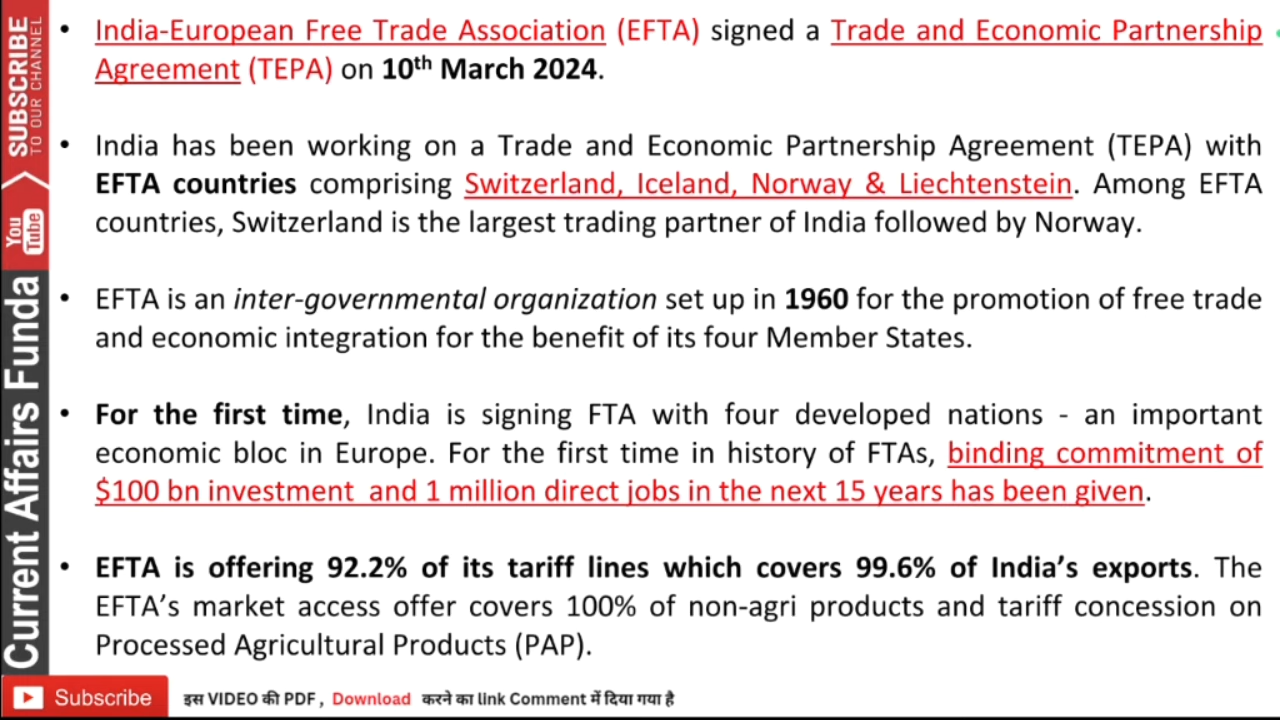 • India-European Free Trade Association (EFTA) signed a Trade and Economic Partnership
Agreement (TEPA) on 10th March 2024.
• India has been working on a Trade and Economic Partnership Agreement (TEPA) with
EFTA countries comprising Switzerland, Iceland, Norway & Liechtenstein. Among EFTA
countries, Switzerland is the largest trading partner of India followed by Norway.
• EFTA is an inter-governmental organization set up in 1960 for the promotion of free trade
and economic integration for the benefit of its four Member States.
• For the first time, India is signing FTA with four developed nations - an important
economic bloc in Europe. For the first time in history of FTAs, binding commitment of
$100 bn investment and 1 million direct jobs in the next 15 years has been given.
• EFTA is offering 92.2% of its tariff lines which covers 99.6% of India’s exports. The
EFTA’s market access offer covers 100% of non-agri products and tariff concession on
Processed Agricultural Products (PAP).
SUBSCRIBE
TO OUR CHANNEL
You
Tube
Current Affairs Funda
Subscribe
इस VIDEO की PDF , Download करने का link Comment में दिया गया है